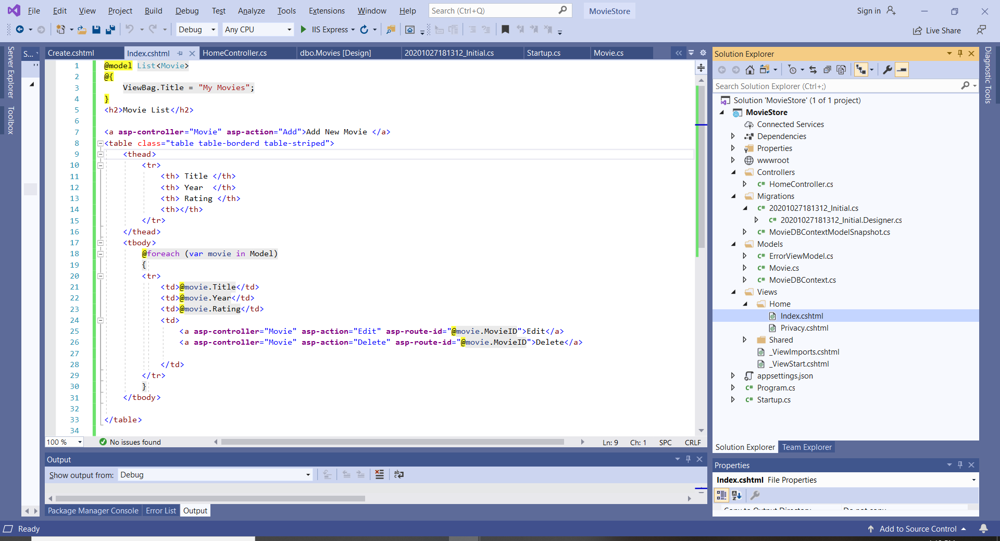 File Edit View Project Build Debug Test Analyze Tools Extensions Window Help Search (Ctrl+Q) MovieStore Sign in
Debug Any CPU IIS Express Live Share
Server Explorer
Toolbox
S...
Create.cshtml Index.cshtml HomeController.cs dbo.Movies [Design] 20201027181312_Initial.cs Startup.cs Movie.cs
1 @model List<Movie>
2 @{
3 ViewBag.Title = "My Movies";
4 }
5 <h2>Movie List</h2>
6
7 <a asp-controller="Movie" asp-action="Add">Add New Movie </a>
8 <table class="table table-borderd table-striped">
9 <thead>
10 <tr>
11 <th> Title </th>
12 <th> Year  </th>
13 <th> Rating </th>
14 <th></th>
15 </tr>
16 </thead>
17 <tbody>
18 @foreach (var movie in Model)
19 {
20 <tr>
21 <td>@movie.Title</td>
22 <td>@movie.Year</td>
23 <td>@movie.Rating</td>
24 <td>
25 <a asp-controller="Movie" asp-action="Edit" asp-route-id="@movie.MovieID">Edit</a>
26 <a asp-controller="Movie" asp-action="Delete" asp-route-id="@movie.MovieID">Delete</a>
27
28 </td>
29 </tr>
30 }
31 </tbody>
32
33 </table>
34
100 % No issues found Ln: 9 Ch: 1 SPC CRLF
Output
Show output from: Debug
Package Manager Console Error List Output
Solution Explorer
Search Solution Explorer (Ctrl+;)
Solution 'MovieStore' (1 of 1 project)
MovieStore
Connected Services
Dependencies
Properties
wwwroot
Controllers
C# HomeController.cs
Migrations
C# 20201027181312_Initial.cs
C# 20201027181312_Initial.Designer.cs
C# MovieDBContextModelSnapshot.cs
Models
C# ErrorViewModel.cs
C# Movie.cs
C# MovieDBContext.cs
Views
Home
Index.cshtml
Privacy.cshtml
Shared
_ViewImports.cshtml
_ViewStart.cshtml
appsettings.json
C# Program.cs
C# Startup.cs
Solution Explorer Team Explorer
Properties
Index.cshtml File Properties
Copy to Output Directory Do not copy
Diagnostic Tools
Ready Add to Source Control